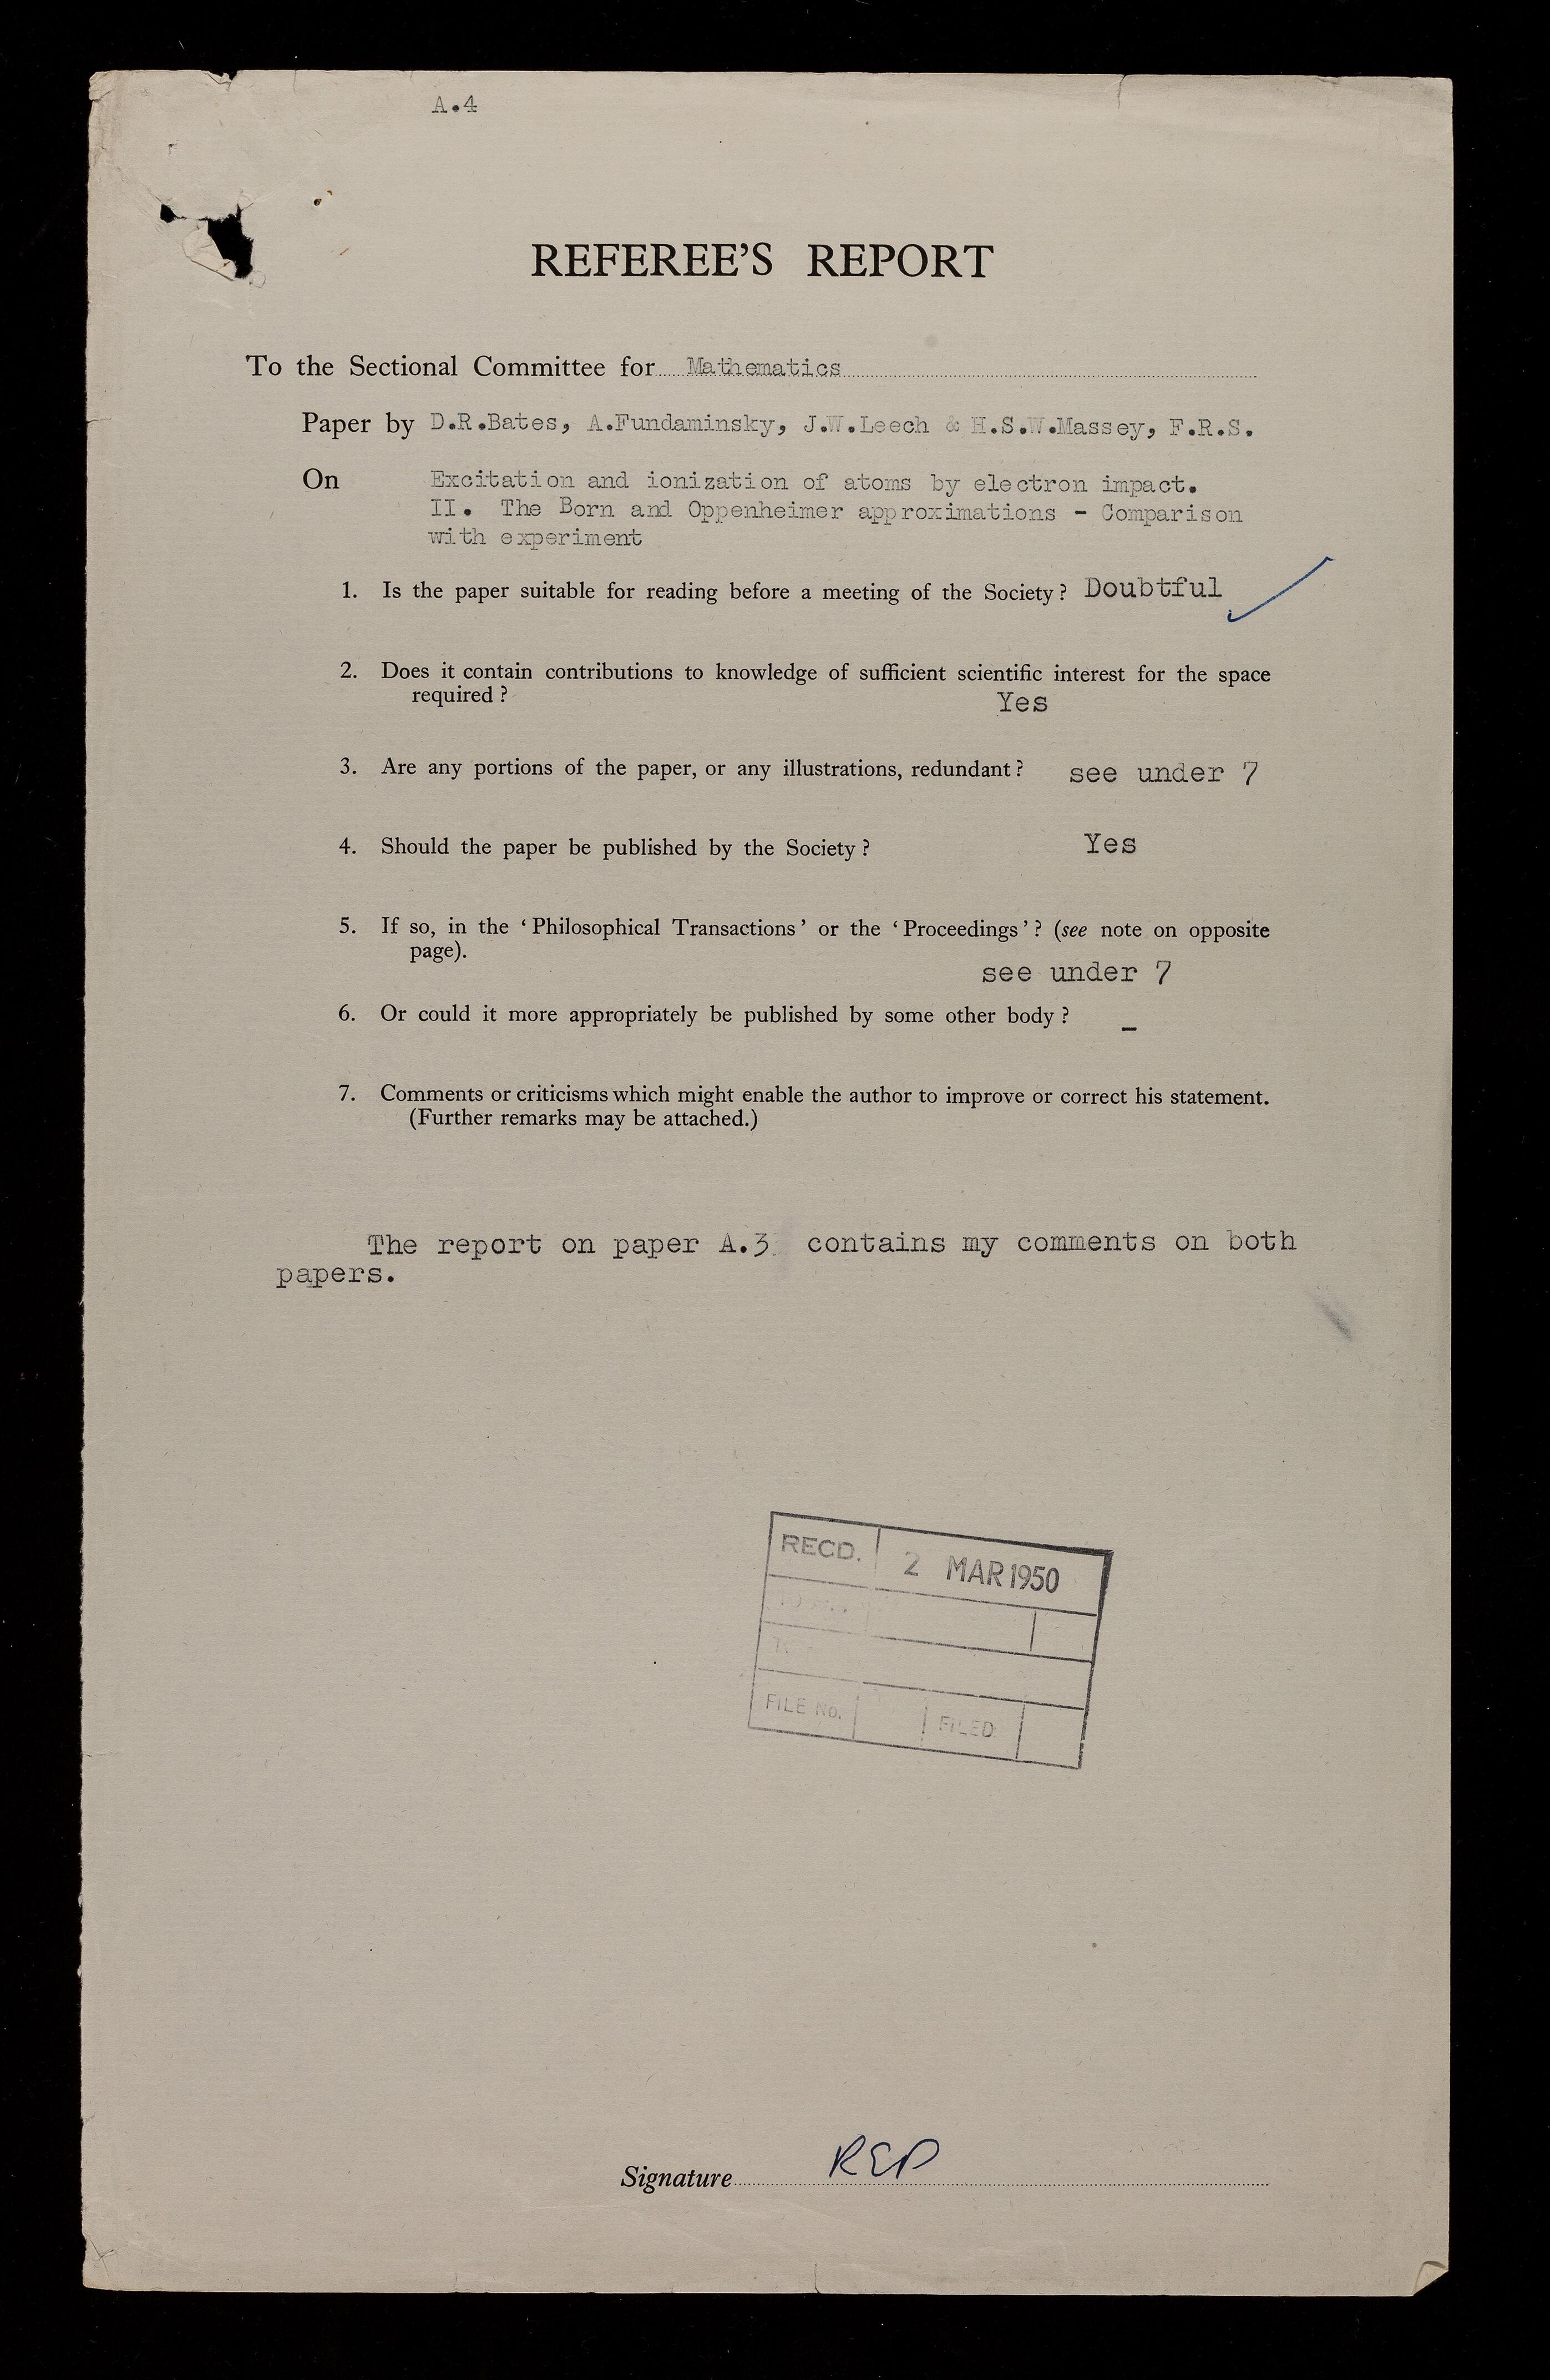 A.4
REFEREE'S REPORT
To the Sectional Committee for Mathematics
Paper by D.R.Bates, A.Fundaminsky, J.W.Leech & H.S.W.Massey, F.R.S.
On Excitation and ionization of atoms by electron impact.
II. The Born and Oppenheimer approximations - Comparison
with experiment
1. Is the paper suitable for reading before a meeting of the Society? Doubtful
2. Does it contain contributions to knowledge of sufficient scientific interest for the space
required?
Yes
3. Are any portions of the paper, or any illustrations, redundant? see under 7
4. Should the paper be published by the Society? Yes
5. If so, in the 'Philosophical Transactions' or the 'Proceedings'? (see note on opposite
page).
see under 7
6. Or could it more appropriately be published by some other body? -
7. Comments or criticisms which might enable the author to improve or correct his statement.
(Further remarks may be attached.)
The report on paper A.3 contains my comments on both
papers.
RECD. 2 MAR 1950
FILE No. FILED
Signature REP